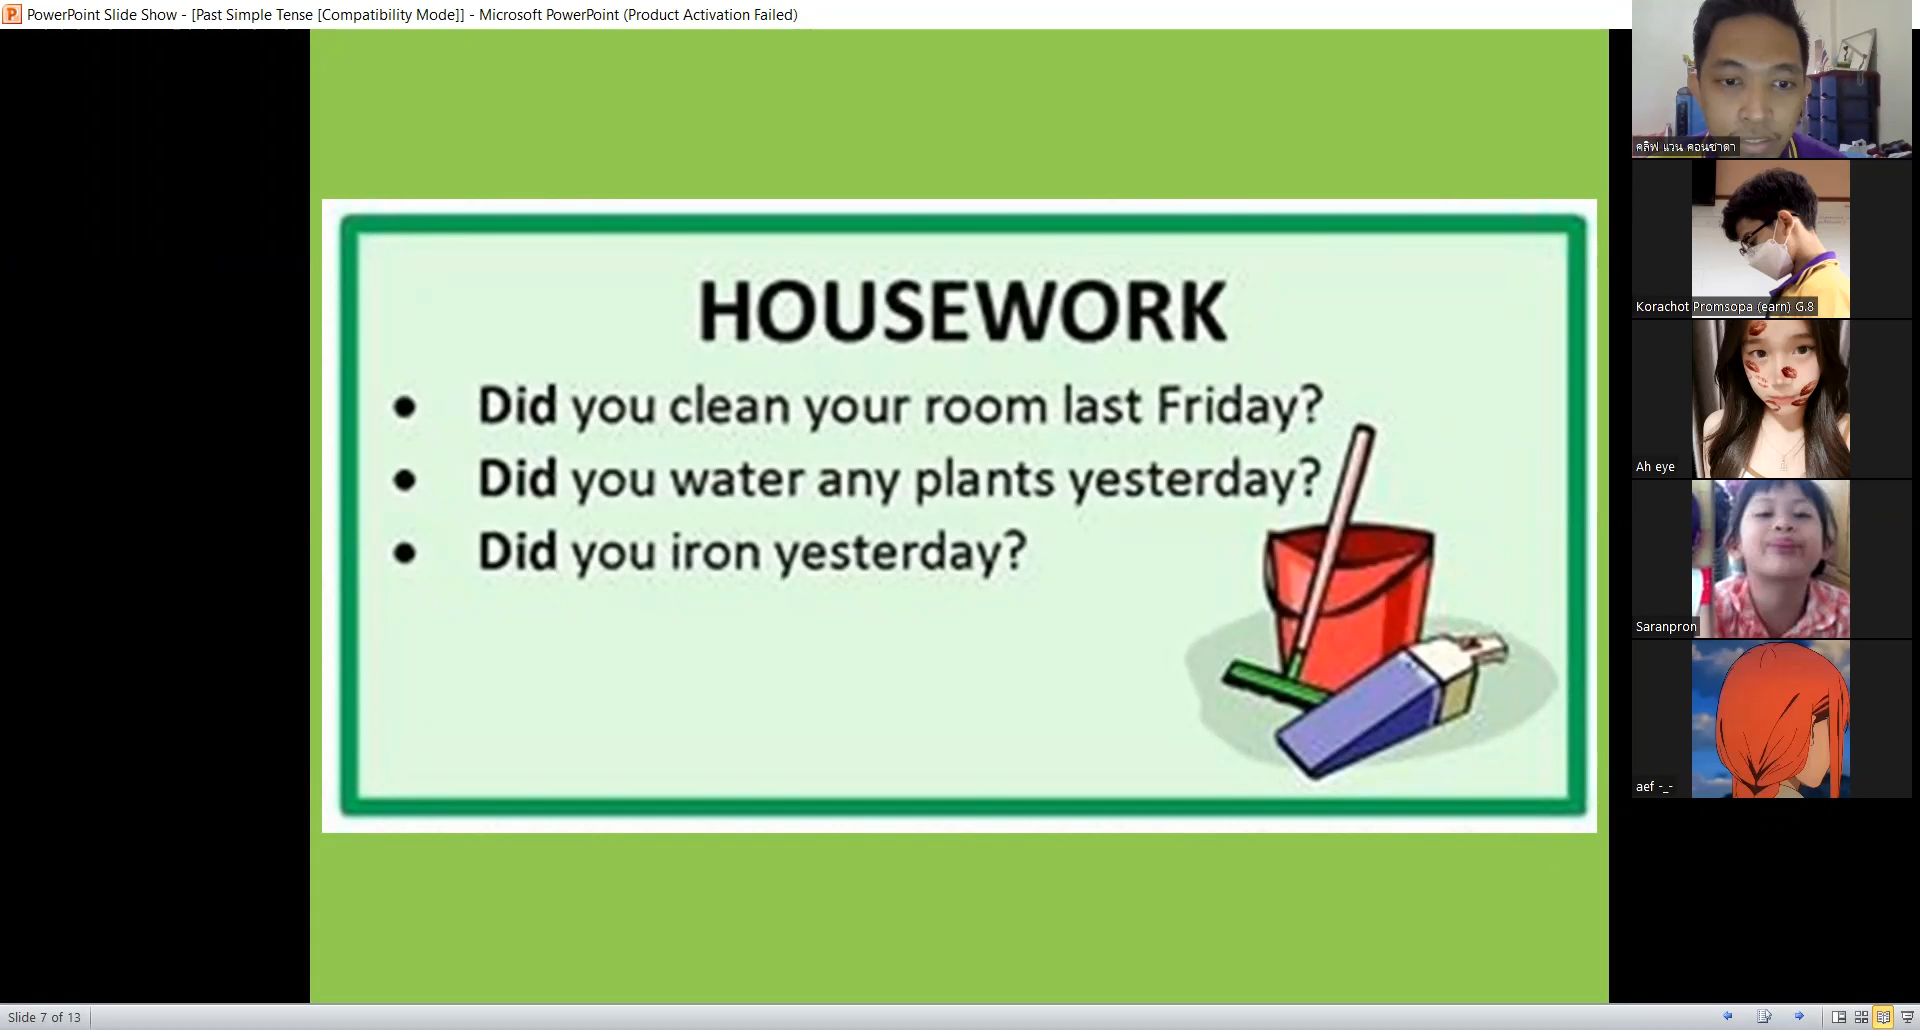 PowerPoint Slide Show - [Past Simple Tense [Compatibility Mode]] - Microsoft PowerPoint (Product Activation Failed)
HOUSEWORK
• Did you clean your room last Friday?
• Did you water any plants yesterday?
• Did you iron yesterday?
คลิฟ แวน คอนซาดา
Korachot Promsopa (earn) G.8
Ah eye
Saranpron
aef -_-
Slide 7 of 13